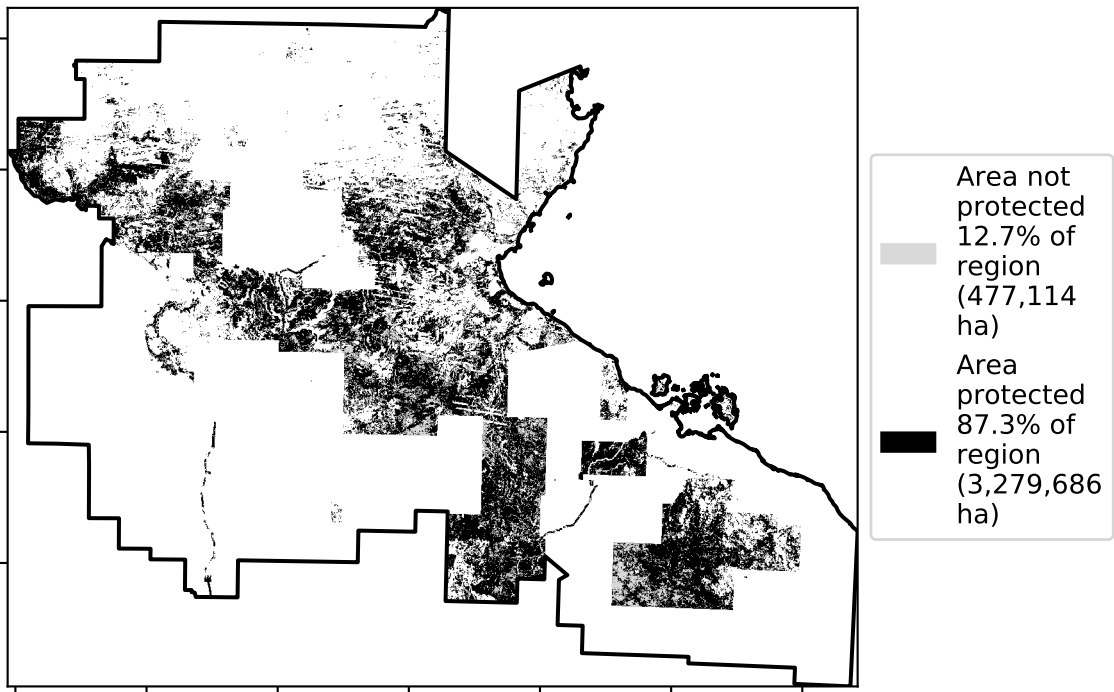 Area not
protected
12.7% of
region
(477,114
ha)
Area
protected
87.3% of
region
(3,279,686
ha)